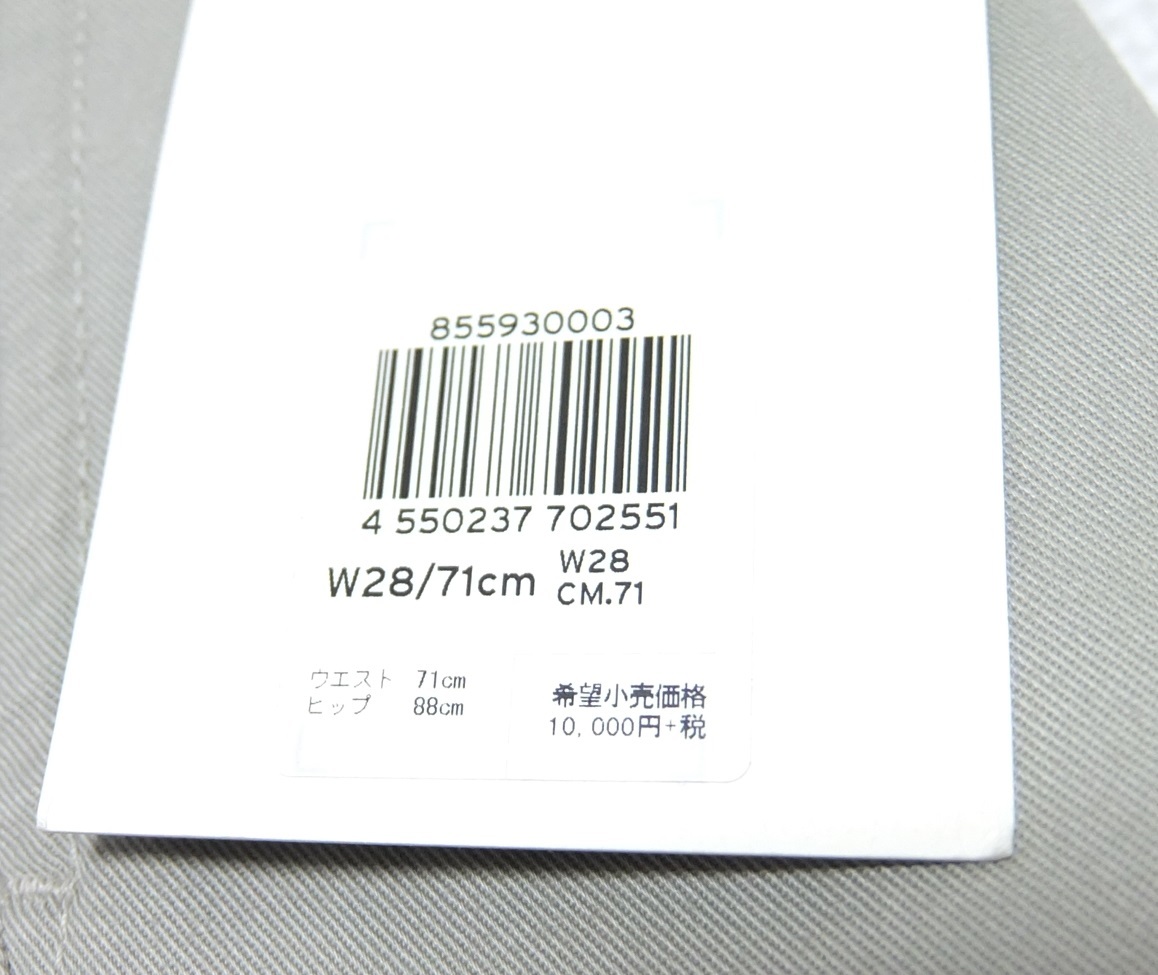 855930003
4 550237 702551
W28/71cm
W28
CM.71
ウエスト 71cm
ヒップ 88cm
希望小売価格
10,000円+税